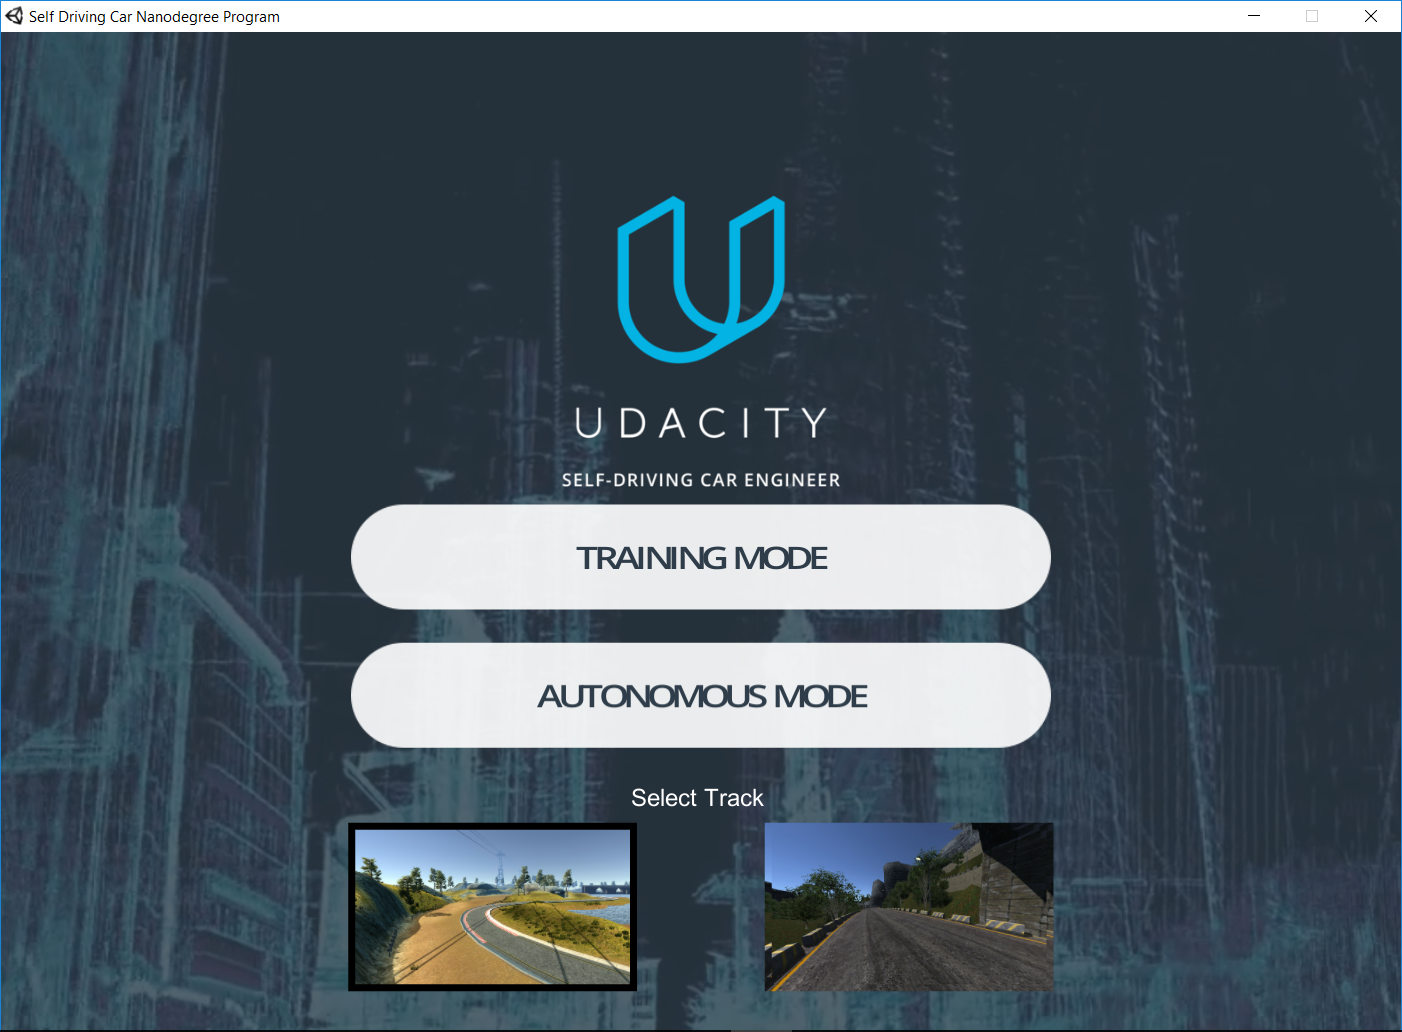 Self Driving Car Nanodegree Program
UDACITY
SELF-DRIVING CAR ENGINEER
TRAINING MODE
AUTONOMOUS MODE
Select Track